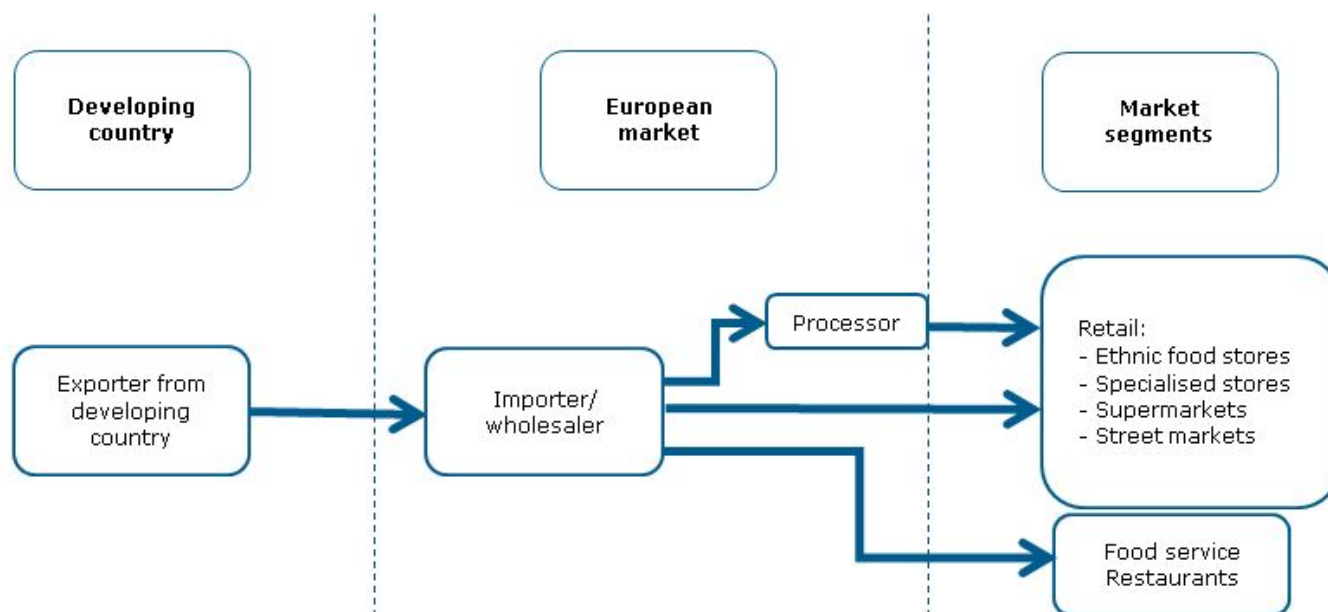 Developing
country
European
market
Market
segments
Exporter from
developing
country
Importer/
wholesaler
Processor
Retail:
- Ethnic food stores
- Specialised stores
- Supermarkets
- Street markets
Food service
Restaurants